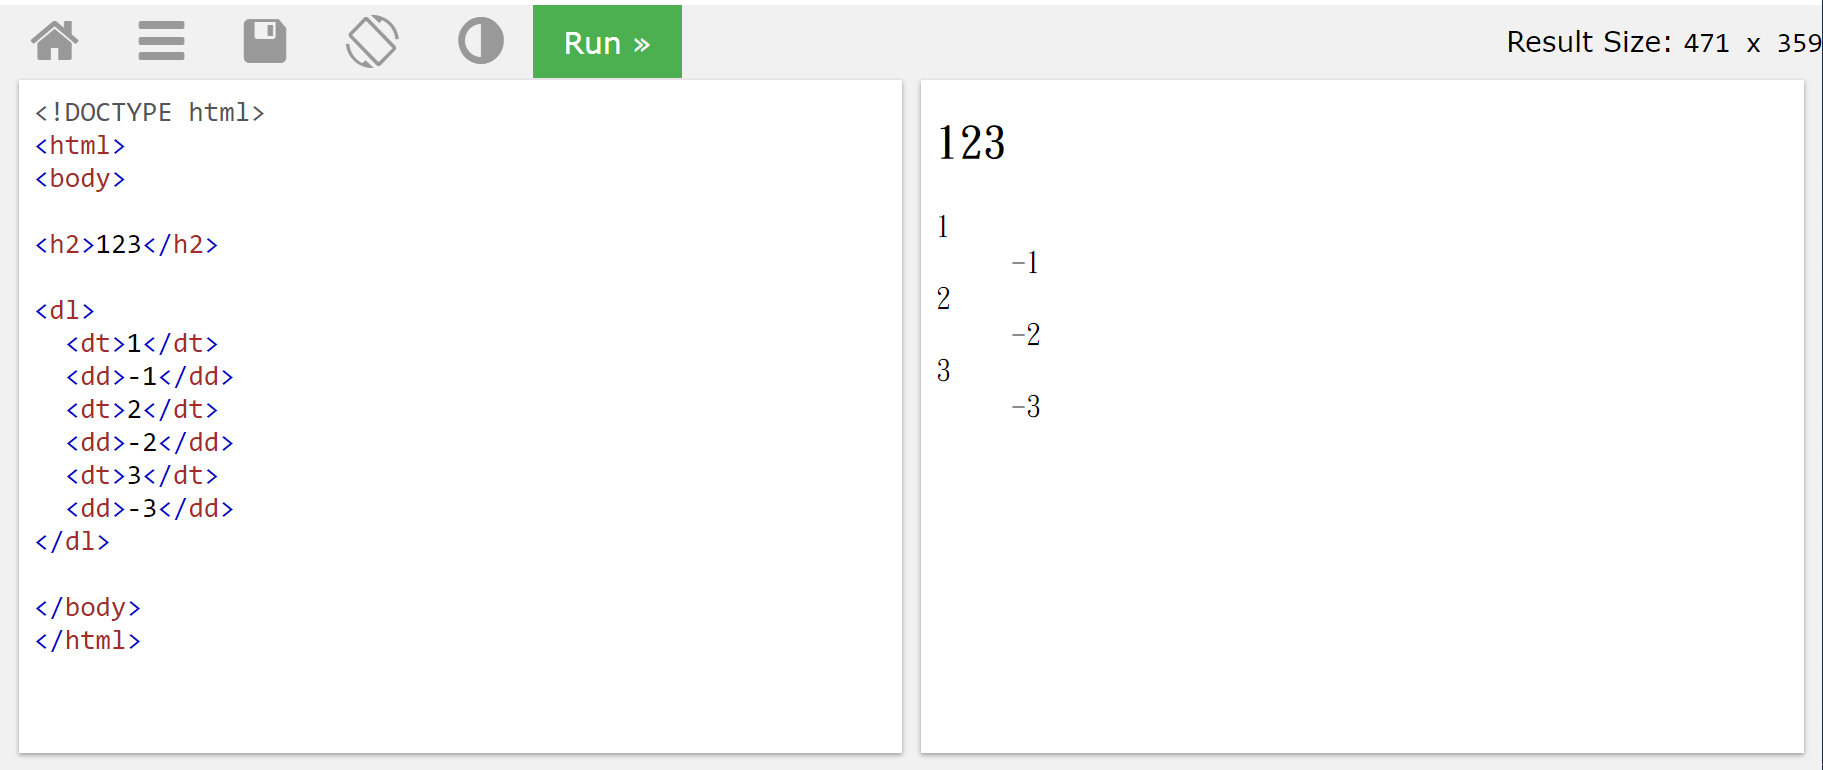 Run »
Result Size: 471 x 359
<!DOCTYPE html>
<html>
<body>
<h2>123</h2>
<dl>
  <dt>1</dt>
  <dd>-1</dd>
  <dt>2</dt>
  <dd>-2</dd>
  <dt>3</dt>
  <dd>-3</dd>
</dl>
</body>
</html>
123
1
-1
2
-2
3
-3